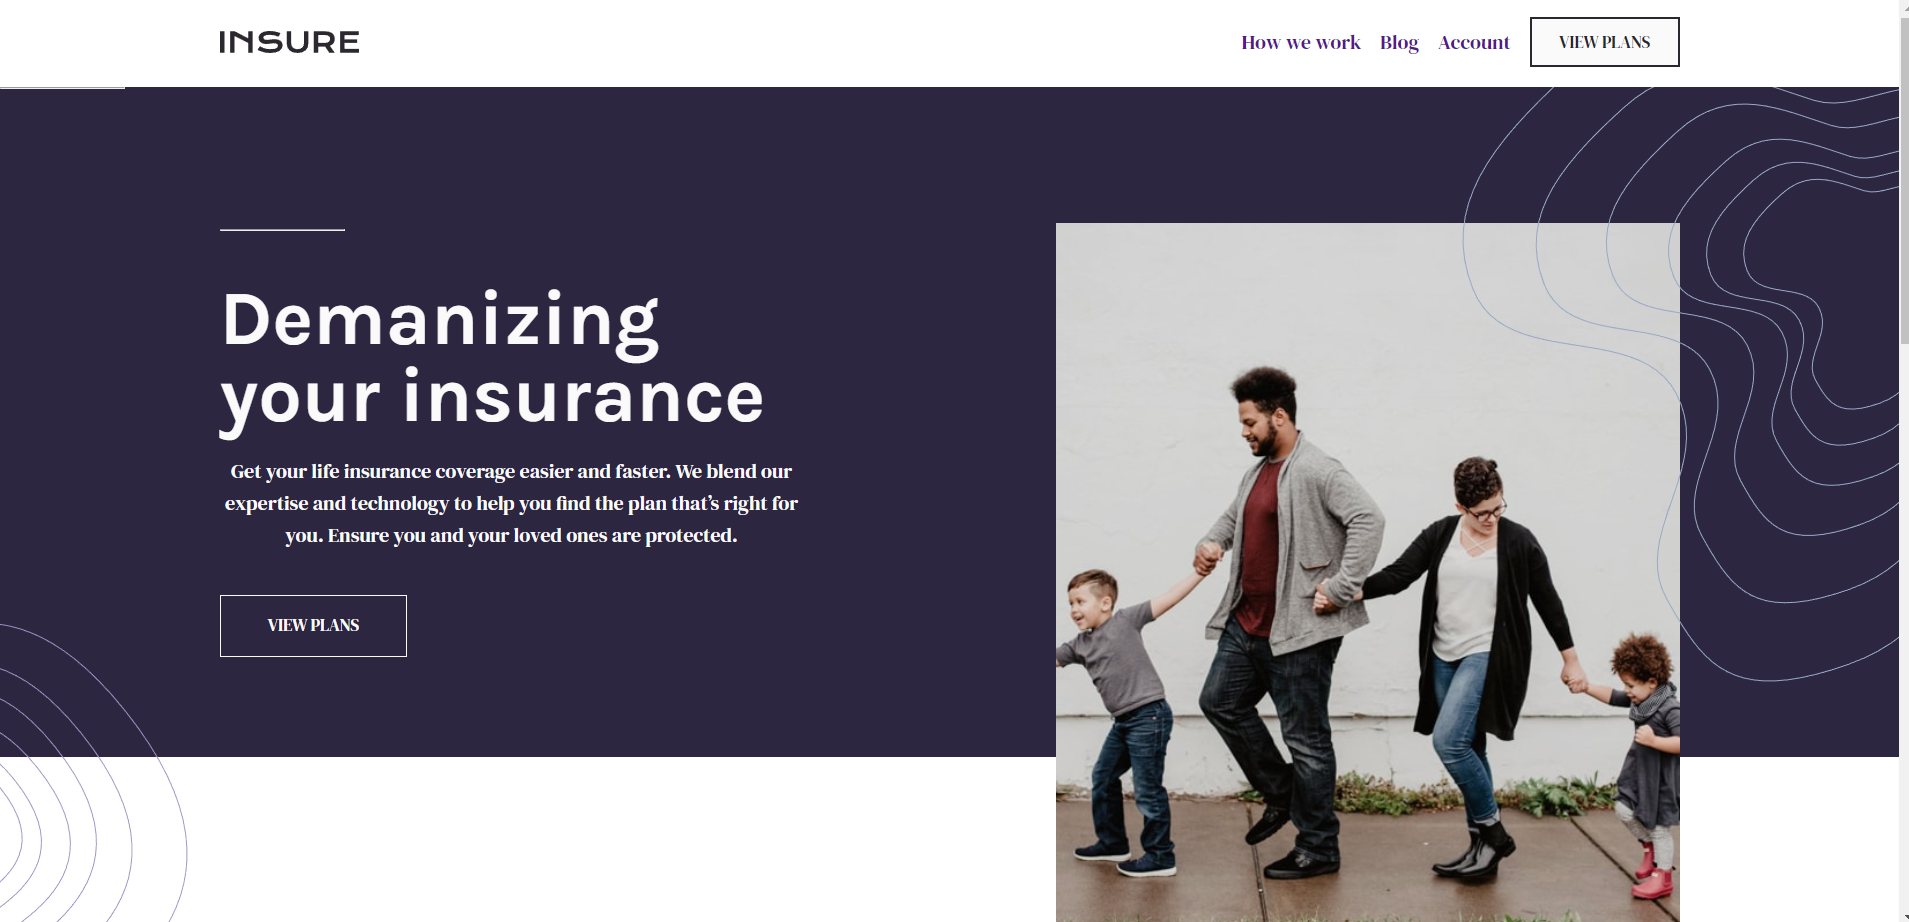 INSURE
How we work Blog Account VIEW PLANS
Demanizing
your insurance
Get your life insurance coverage easier and faster. We blend our
expertise and technology to help you find the plan that’s right for
you. Ensure you and your loved ones are protected.
VIEW PLANS